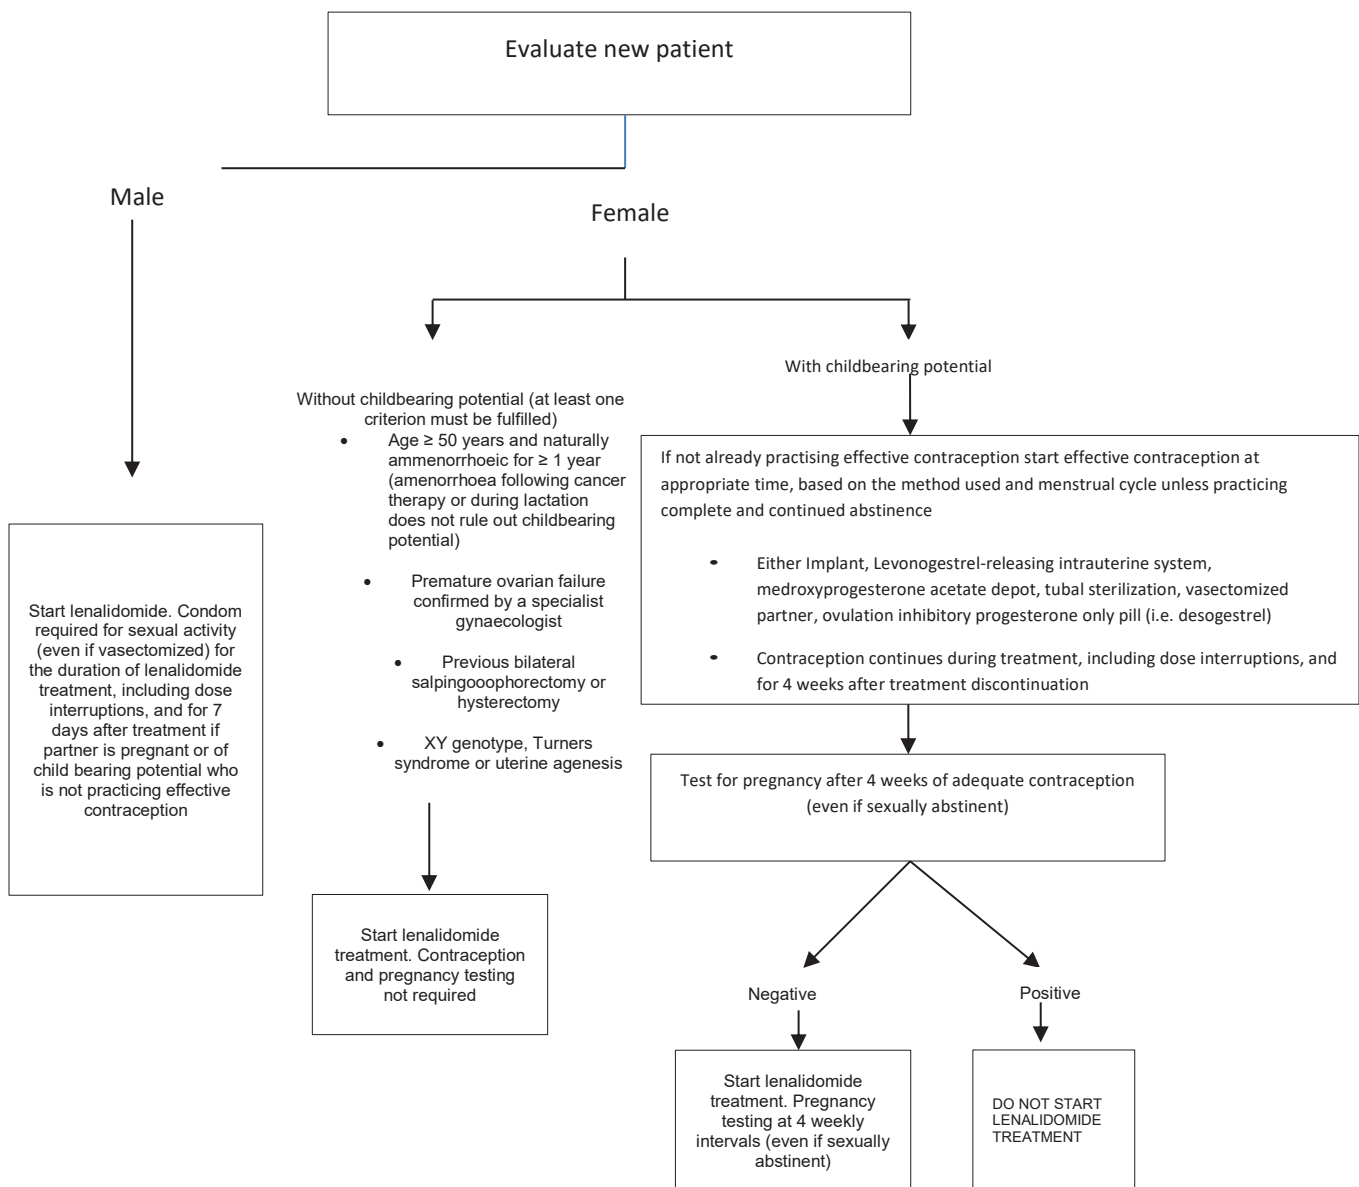 Evaluate new patient
Male
Female
Without childbearing potential (at least one
criterion must be fulfilled)
• Age ≥ 50 years and naturally
ammenorrhoeic for ≥ 1 year
(amenorrhoea following cancer
therapy or during lactation
does not rule out childbearing
potential)
• Premature ovarian failure
confirmed by a specialist
gynaecologist
• Previous bilateral
salpingooophorectomy or
hysterectomy
• XY genotype, Turners
syndrome or uterine agenesis
With childbearing potential
If not already practising effective contraception start effective contraception at
appropriate time, based on the method used and menstrual cycle unless practicing
complete and continued abstinence
• Either Implant, Levonogestrel-releasing intrauterine system,
medroxyprogesterone acetate depot, tubal sterilization, vasectomized
partner, ovulation inhibitory progesterone only pill (i.e. desogestrel)
• Contraception continues during treatment, including dose interruptions, and
for 4 weeks after treatment discontinuation
Start lenalidomide. Condom
required for sexual activity
(even if vasectomized) for
the duration of lenalidomide
treatment, including dose
interruptions, and for 7
days after treatment if
partner is pregnant or of
child bearing potential who
is not practicing effective
contraception
Test for pregnancy after 4 weeks of adequate contraception
(even if sexually abstinent)
Start lenalidomide
treatment. Contraception
and pregnancy testing
not required
Negative
Positive
Start lenalidomide
treatment. Pregnancy
testing at 4 weekly
intervals (even if sexually
abstinent)
DO NOT START
LENALIDOMIDE
TREATMENT